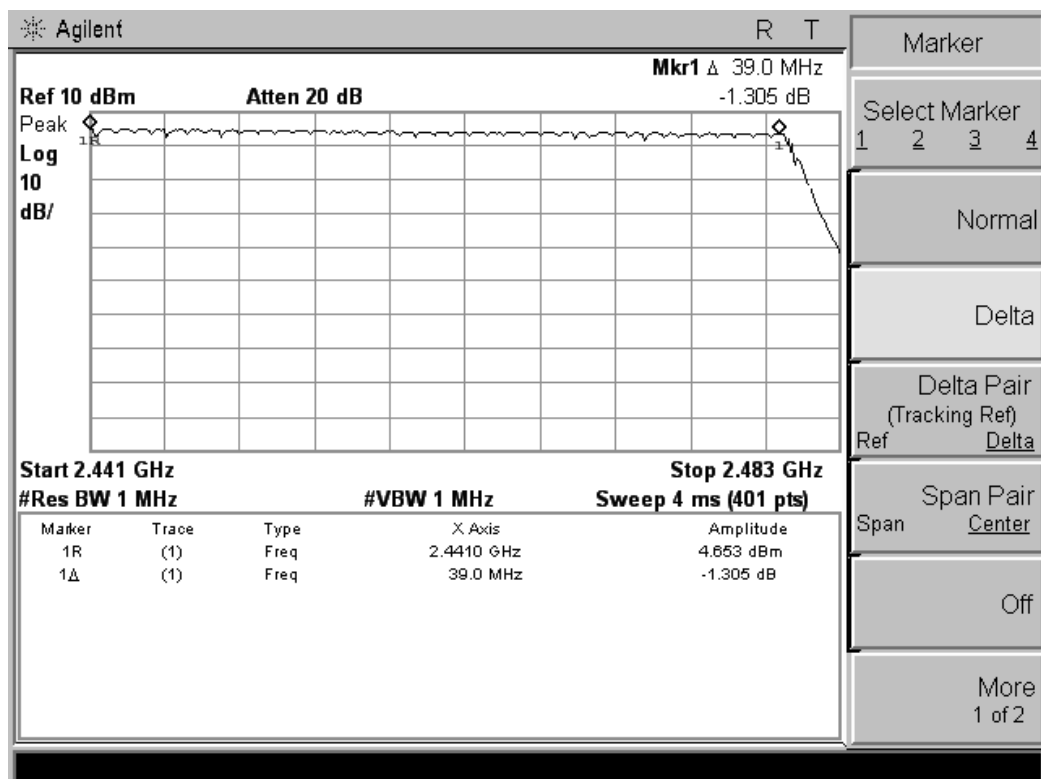 Agilent R T
Mkr1 Δ 39.0 MHz
Ref 10 dBm Atten 20 dB -1.305 dB
Peak
Log
10
dB/
1R
1
Start 2.441 GHz Stop 2.483 GHz
#Res BW 1 MHz #VBW 1 MHz Sweep 4 ms (401 pts)
Marker Trace Type X Axis Amplitude
1R (1) Freq 2.4410 GHz 4.653 dBm
1Δ (1) Freq 39.0 MHz -1.305 dB
Marker
Select Marker
1 2 3 4
Normal
Delta
Delta Pair
(Tracking Ref)
Ref Delta
Span Pair
Span Center
Off
More
1 of 2